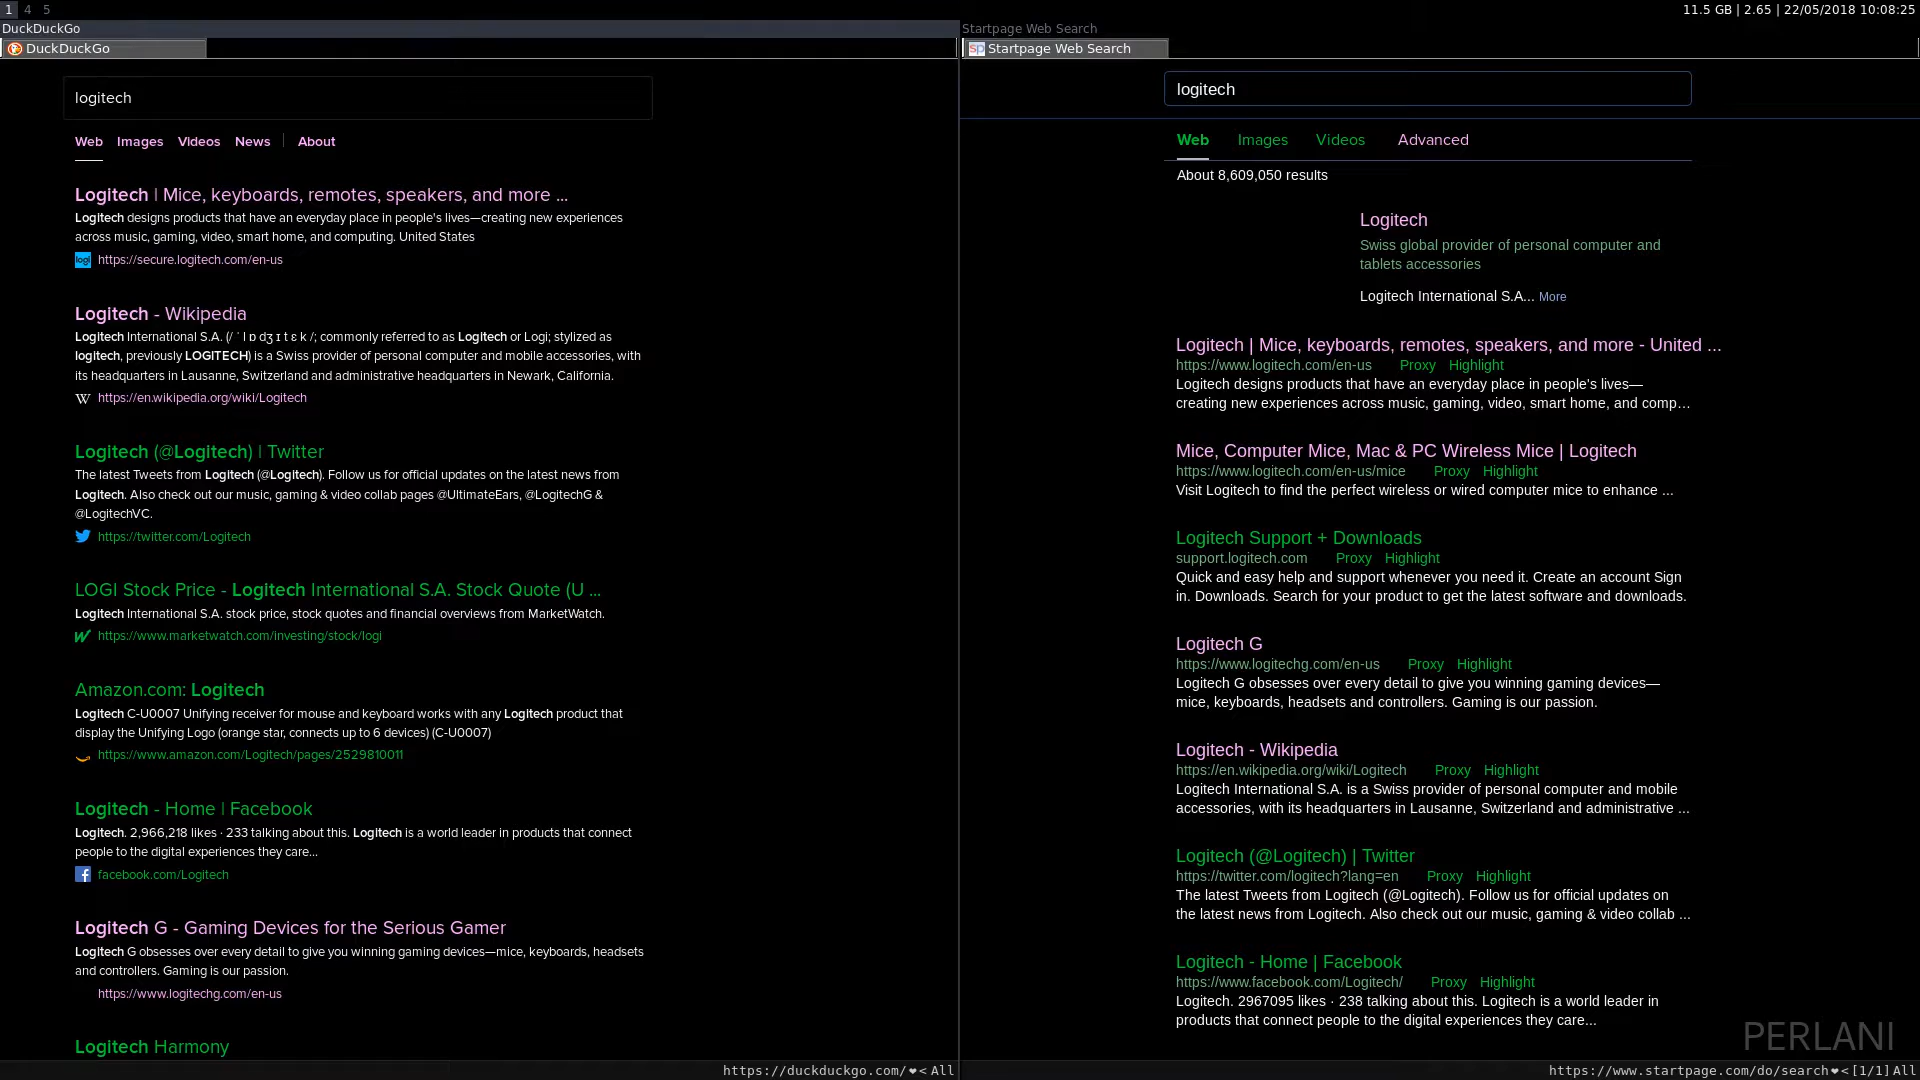 1 4 5
11.5 GB | 2.65 | 22/05/2018 10:08:25
DuckDuckGo
DuckDuckGo
logitech
Web Images Videos News About
Logitech | Mice, keyboards, remotes, speakers, and more ...
Logitech designs products that have an everyday place in people's lives—creating new experiences
across music, gaming, video, smart home, and computing. United States
logi https://secure.logitech.com/en-us
Logitech - Wikipedia
Logitech International S.A. (/ ˈ l ɒ dʒ ɪ t ɛ k /; commonly referred to as Logitech or Logi; stylized as
logitech, previously LOGITECH) is a Swiss provider of personal computer and mobile accessories, with
its headquarters in Lausanne, Switzerland and administrative headquarters in Newark, California.
W https://en.wikipedia.org/wiki/Logitech
Logitech (@Logitech) | Twitter
The latest Tweets from Logitech (@Logitech). Follow us for official updates on the latest news from
Logitech. Also check out our music, gaming & video collab pages @UltimateEars, @LogitechG &
@LogitechVC.
https://twitter.com/Logitech
LOGI Stock Price - Logitech International S.A. Stock Quote (U ...
Logitech International S.A. stock price, stock quotes and financial overviews from MarketWatch.
https://www.marketwatch.com/investing/stock/logi
Amazon.com: Logitech
Logitech C-U0007 Unifying receiver for mouse and keyboard works with any Logitech product that
display the Unifying Logo (orange star, connects up to 6 devices) (C-U0007)
https://www.amazon.com/Logitech/pages/2529810011
Logitech - Home | Facebook
Logitech. 2,966,218 likes · 233 talking about this. Logitech is a world leader in products that connect
people to the digital experiences they care...
f facebook.com/Logitech
Logitech G - Gaming Devices for the Serious Gamer
Logitech G obsesses over every detail to give you winning gaming devices—mice, keyboards, headsets
and controllers. Gaming is our passion.
https://www.logitechg.com/en-us
Logitech Harmony
https://duckduckgo.com/ ❤ < All
Startpage Web Search
sp Startpage Web Search
logitech
Web Images Videos Advanced
About 8,609,050 results
Logitech
Swiss global provider of personal computer and
tablets accessories
Logitech International S.A... More
Logitech | Mice, keyboards, remotes, speakers, and more - United ...
https://www.logitech.com/en-us Proxy Highlight
Logitech designs products that have an everyday place in people's lives—
creating new experiences across music, gaming, video, smart home, and comp…
Mice, Computer Mice, Mac & PC Wireless Mice | Logitech
https://www.logitech.com/en-us/mice Proxy Highlight
Visit Logitech to find the perfect wireless or wired computer mice to enhance ...
Logitech Support + Downloads
support.logitech.com Proxy Highlight
Quick and easy help and support whenever you need it. Create an account Sign
in. Downloads. Search for your product to get the latest software and downloads.
Logitech G
https://www.logitechg.com/en-us Proxy Highlight
Logitech G obsesses over every detail to give you winning gaming devices—
mice, keyboards, headsets and controllers. Gaming is our passion.
Logitech - Wikipedia
https://en.wikipedia.org/wiki/Logitech Proxy Highlight
Logitech International S.A. is a Swiss provider of personal computer and mobile
accessories, with its headquarters in Lausanne, Switzerland and administrative ...
Logitech (@Logitech) | Twitter
https://twitter.com/logitech?lang=en Proxy Highlight
The latest Tweets from Logitech (@Logitech). Follow us for official updates on
the latest news from Logitech. Also check out our music, gaming & video collab ...
Logitech - Home | Facebook
https://www.facebook.com/Logitech/ Proxy Highlight
Logitech. 2967095 likes · 238 talking about this. Logitech is a world leader in
products that connect people to the digital experiences they care...
PERLANI
https://www.startpage.com/do/search ❤ < [1/1] All